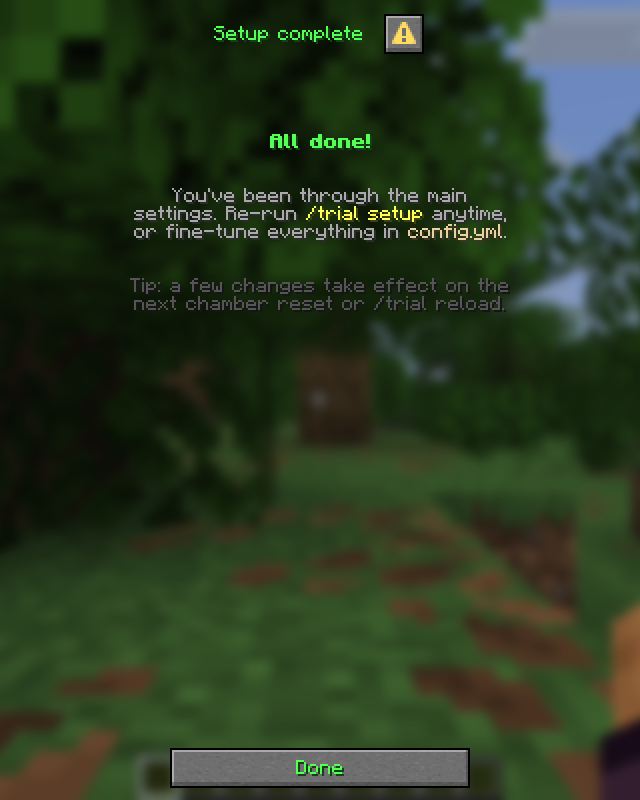 Setup complete
All done!
You've been through the main
settings. Re-run /trial setup anytime,
or fine-tune everything in config.yml.
Tip: a few changes take effect on the
next chamber reset or /trial reload.
Done